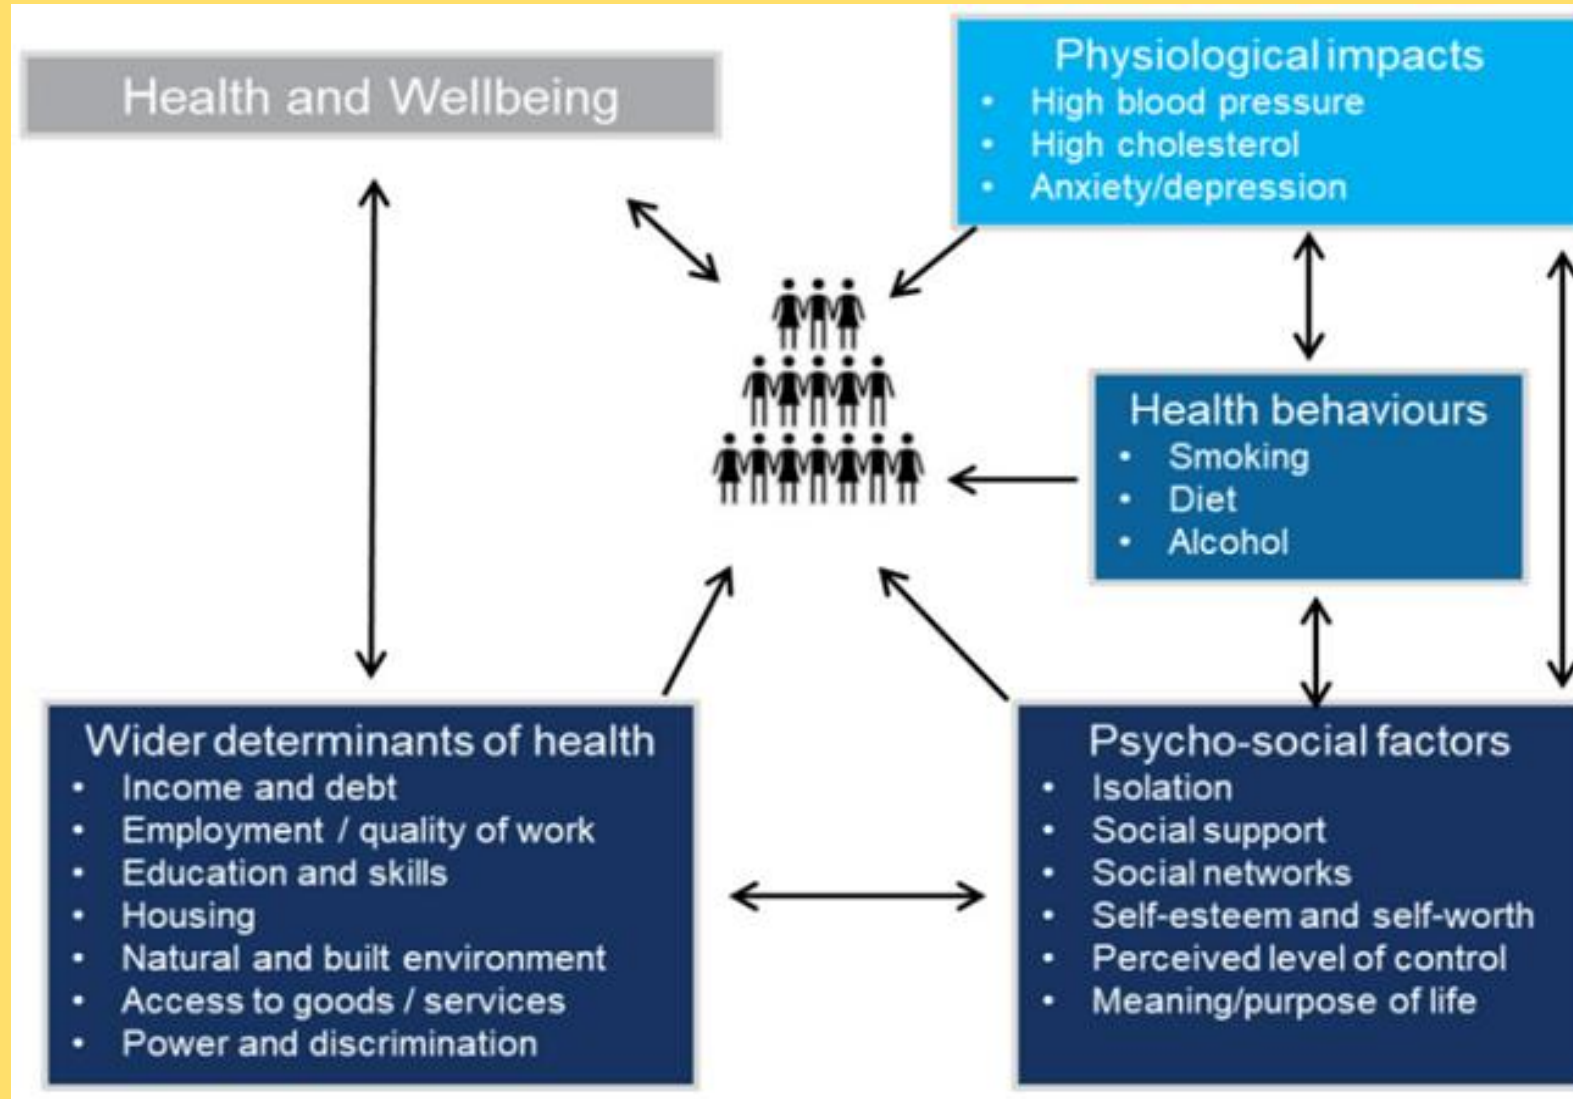 Health and Wellbeing
Physiological impacts
• High blood pressure
• High cholesterol
• Anxiety/depression
Health behaviours
• Smoking
• Diet
• Alcohol
Wider determinants of health
• Income and debt
• Employment / quality of work
• Education and skills
• Housing
• Natural and built environment
• Access to goods / services
• Power and discrimination
Psycho-social factors
• Isolation
• Social support
• Social networks
• Self-esteem and self-worth
• Perceived level of control
• Meaning/purpose of life